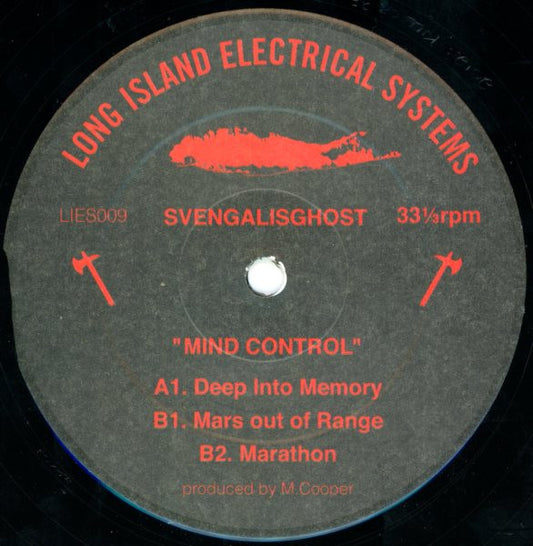 LONG ISLAND ELECTRICAL SYSTEMS
LIES009 SVENGALISGHOST 33⅓rpm
"MIND CONTROL"
A1. Deep Into Memory
B1. Mars out of Range
B2. Marathon
produced by M Cooper